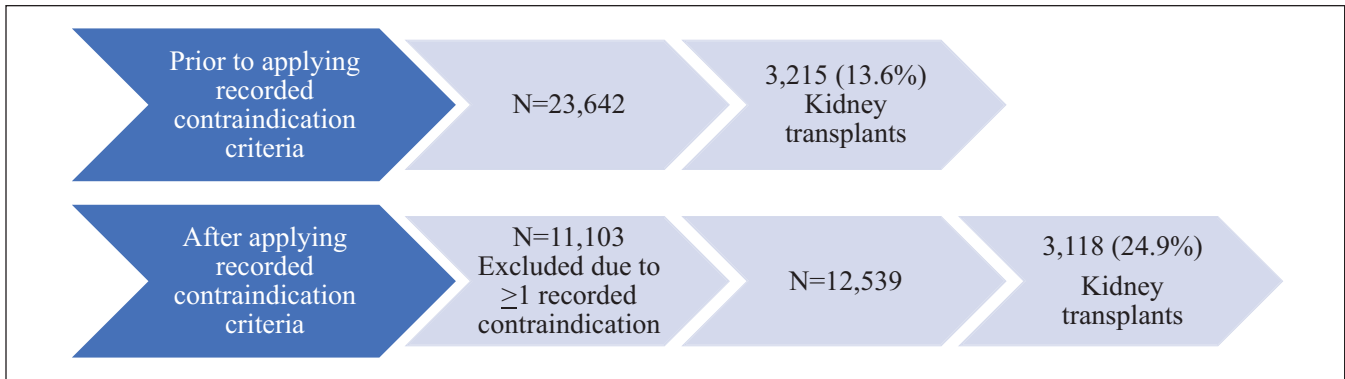 Prior to applying
recorded
contraindication
criteria
N=23,642
3,215 (13.6%)
Kidney
transplants
After applying
recorded
contraindication
criteria
N=11,103
Excluded due to
≥1 recorded
contraindication
N=12,539
3,118 (24.9%)
Kidney
transplants